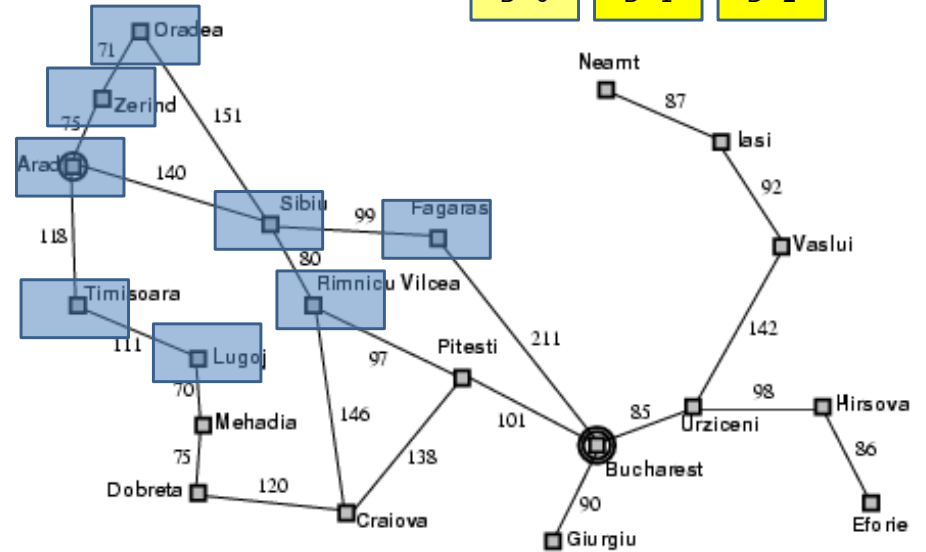 Oradea
71
Neamt
Zerind
87
75
151
Iasi
Arad
140
92
Sibiu
Fagaras
99
118
Vaslui
80
Timisoara
Rimnicu Vilcea
142
111
211
Lugoj
97
Pitesti
70
98
Hirsova
146
101
85
Urziceni
Mehadia
138
86
75
Bucharest
Dobreta
120
90
Craiova
Eforie
Giurgiu